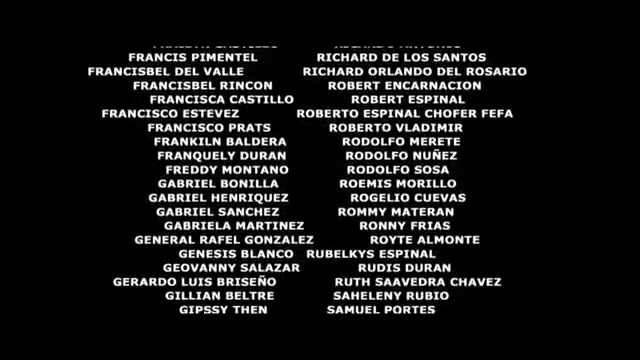 FRANCIS PIMENTEL RICHARD DE LOS SANTOS
FRANCISBEL DEL VALLE RICHARD ORLANDO DEL ROSARIO
FRANCISBEL RINCON ROBERT ENCARNACION
FRANCISCA CASTILLO ROBERT ESPINAL
FRANCISCO ESTEVEZ ROBERTO ESPINAL CHOFER FEFA
FRANCISCO PRATS ROBERTO VLADIMIR
FRANKILN BALDERA RODOLFO MERETE
FRANQUELY DURAN RODOLFO NUÑEZ
FREDDY MONTANO RODOLFO SOSA
GABRIEL BONILLA ROEMIS MORILLO
GABRIEL HENRIQUEZ ROGELIO CUEVAS
GABRIEL SANCHEZ ROMMY MATERAN
GABRIELA MARTINEZ RONNY FRIAS
GENERAL RAFEL GONZALEZ ROYTE ALMONTE
GENESIS BLANCO RUBELKYS ESPINAL
GEOVANNY SALAZAR RUDIS DURAN
GERARDO LUIS BRISEÑO RUTH SAAVEDRA CHAVEZ
GILLIAN BELTRE SAHELENY RUBIO
GIPSSY THEN SAMUEL PORTES